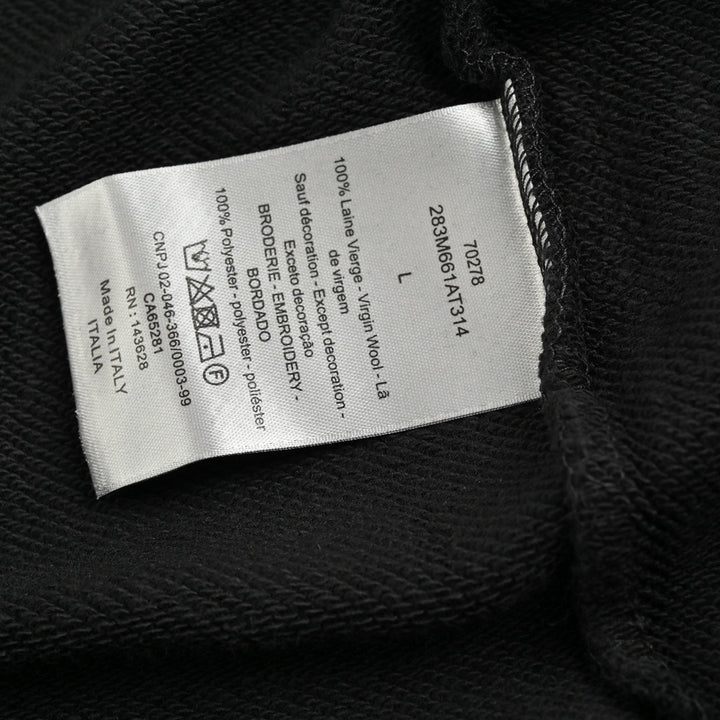 70278
283M661AT314
L
100% Laine Vierge - Virgin Wool - Lã
de virgem
Sauf décoration - Except decoration -
Exceto decoração
BRODERIE - EMBROIDERY -
BORDADO
100% Polyester - polyester - poliéster
F
CNPJ 02-046-366/0003-99
CA65281
RN : 143628
Made In ITALY
ITALIA